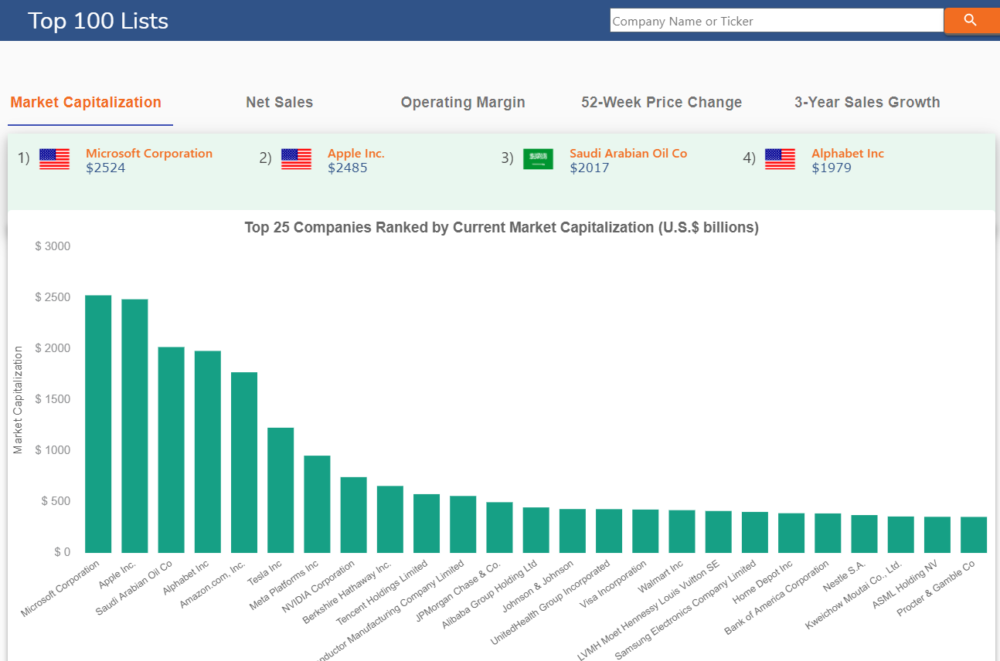 Top 100 Lists
Company Name or Ticker
Market Capitalization
Net Sales
Operating Margin
52-Week Price Change
3-Year Sales Growth
1)
Microsoft Corporation
$2524
2)
Apple Inc.
$2485
3)
Saudi Arabian Oil Co
$2017
4)
Alphabet Inc
$1979
Top 25 Companies Ranked by Current Market Capitalization (U.S.$ billions)
Market Capitalization
$ 3000
$ 2500
$ 2000
$ 1500
$ 1000
$ 500
$ 0
Microsoft Corporation
Apple Inc.
Saudi Arabian Oil Co
Alphabet Inc
Amazon.com, Inc.
Tesla Inc
Meta Platforms Inc
NVIDIA Corporation
Berkshire Hathaway Inc.
Tencent Holdings Limited
nductor Manufacturing Company Limited
JPMorgan Chase & Co.
Alibaba Group Holding Ltd
Johnson & Johnson
UnitedHealth Group Incorporated
Visa Incorporation
Walmart Inc
LVMH Moet Hennessy Louis Vuitton SE
Samsung Electronics Company Limited
Home Depot Inc
Bank of America Corporation
Nestle S.A.
Kweichow Moutai Co., Ltd.
ASML Holding NV
Procter & Gamble Co